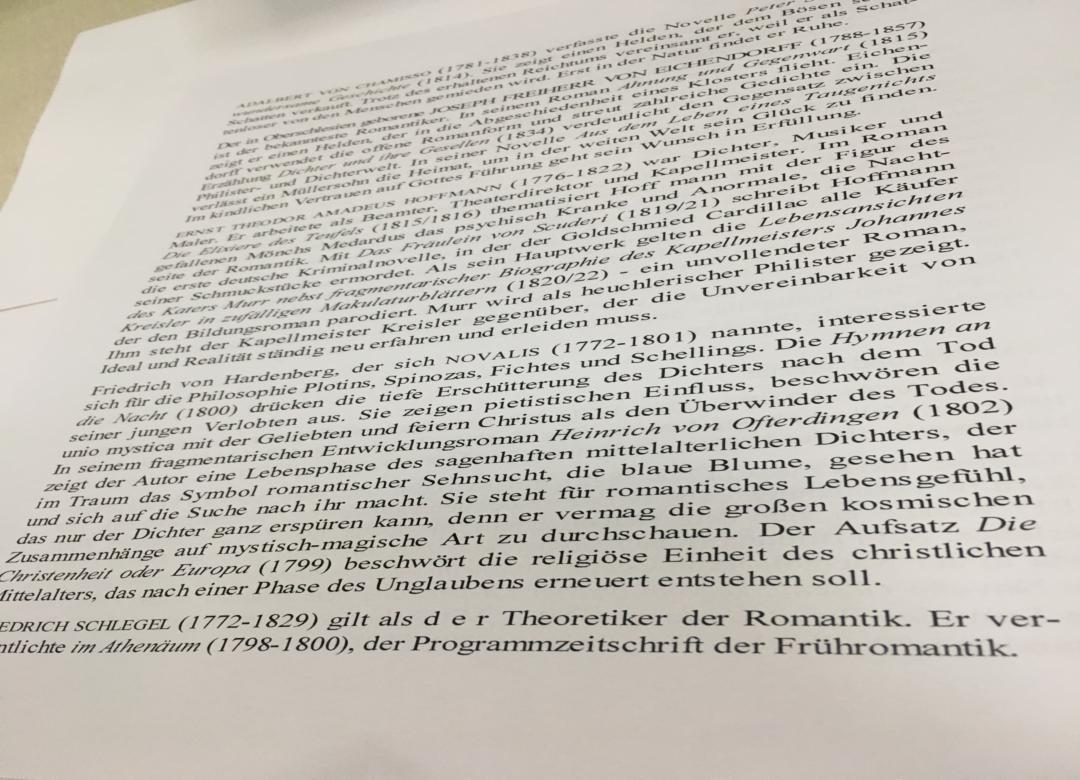 ADALBERT VON CHAMISSO (1781-1838) verfasste die Novelle Peter
wundersame Geschichte (1814). Sie zeigt einen Helden, der dem Bösen
Schatten verkauft. Trotz des erhaltenen Reichtums vereinsamt er, weil er als Schat-
tenloser von den Menschen gemieden wird. Erst in der Natur findet er Ruhe.
Der in Oberschlesien geborene JOSEPH FREIHERR VON EICHENDORFF (1788-1857)
ist der bekannteste Romantiker. In seinem Roman Ahnung und Gegenwart (1815)
zeigt er einen Helden, der in die Abgeschiedenheit eines Klosters flieht. Eichen-
dorff verwendet die offene Romanform und streut zahlreiche Gedichte ein. Die
Erzählung Dichter und ihre Gesellen (1834) verdeutlicht den Gegensatz zwischen
Philister- und Dichterwelt. In seiner Novelle Aus dem Leben eines Taugenichts
verlässt ein Müllersohn die Heimat, um in der weiten Welt sein Glück zu finden.
Im kindlichen Vertrauen auf Gottes Führung geht sein Wunsch in Erfüllung.
ERNST THEODOR AMADEUS HOFFMANN (1776-1822) war Dichter, Musiker und
Maler. Er arbeitete als Beamter, Theaterdirektor und Kapellmeister. Im Roman
Die Elixiere des Teufels (1815/1816) thematisiert Hoff mann mit der Figur des
gefallenen Mönchs Medardus das psychisch Kranke und Anormale, die Nacht-
seite der Romantik. Mit Das Fräulein von Scuderi (1819/21) schreibt Hoffmann
die erste deutsche Kriminalnovelle, in der der Goldschmied Cardillac alle Käufer
seiner Schmuckstücke ermordet. Als sein Hauptwerk gelten die Lebensansichten
des Katers Murr nebst fragmentarischer Biographie des Kapellmeisters Johannes
Kreisler in zufälligen Makulaturblättern (1820/22) - ein unvollendeter Roman,
der den Bildungsroman parodiert. Murr wird als heuchlerischer Philister gezeigt.
Ihm steht der Kapellmeister Kreisler gegenüber, der die Unvereinbarkeit von
Ideal und Realität ständig neu erfahren und erleiden muss.
Friedrich von Hardenberg, der sich NOVALIS (1772-1801) nannte, interessierte
sich für die Philosophie Plotins, Spinozas, Fichtes und Schellings. Die Hymnen an
die Nacht (1800) drücken die tiefe Erschütterung des Dichters nach dem Tod
seiner jungen Verlobten aus. Sie zeigen pietistischen Einfluss, beschwören die
unio mystica mit der Geliebten und feiern Christus als den Überwinder des Todes.
In seinem fragmentarischen Entwicklungsroman Heinrich von Ofterdingen (1802)
zeigt der Autor eine Lebensphase des sagenhaften mittelalterlichen Dichters, der
im Traum das Symbol romantischer Sehnsucht, die blaue Blume, gesehen hat
und sich auf die Suche nach ihr macht. Sie steht für romantisches Lebensgefühl,
das nur der Dichter ganz erspüren kann, denn er vermag die großen kosmischen
Zusammenhänge auf mystisch-magische Art zu durchschauen. Der Aufsatz Die
Christenheit oder Europa (1799) beschwört die religiöse Einheit des christlichen
Mittelalters, das nach einer Phase des Unglaubens erneuert entstehen soll.
EDRICH SCHLEGEL (1772-1829) gilt als d e r Theoretiker der Romantik. Er ver-
ntlichte im Athenäum (1798-1800), der Programmzeitschrift der Frühromantik.